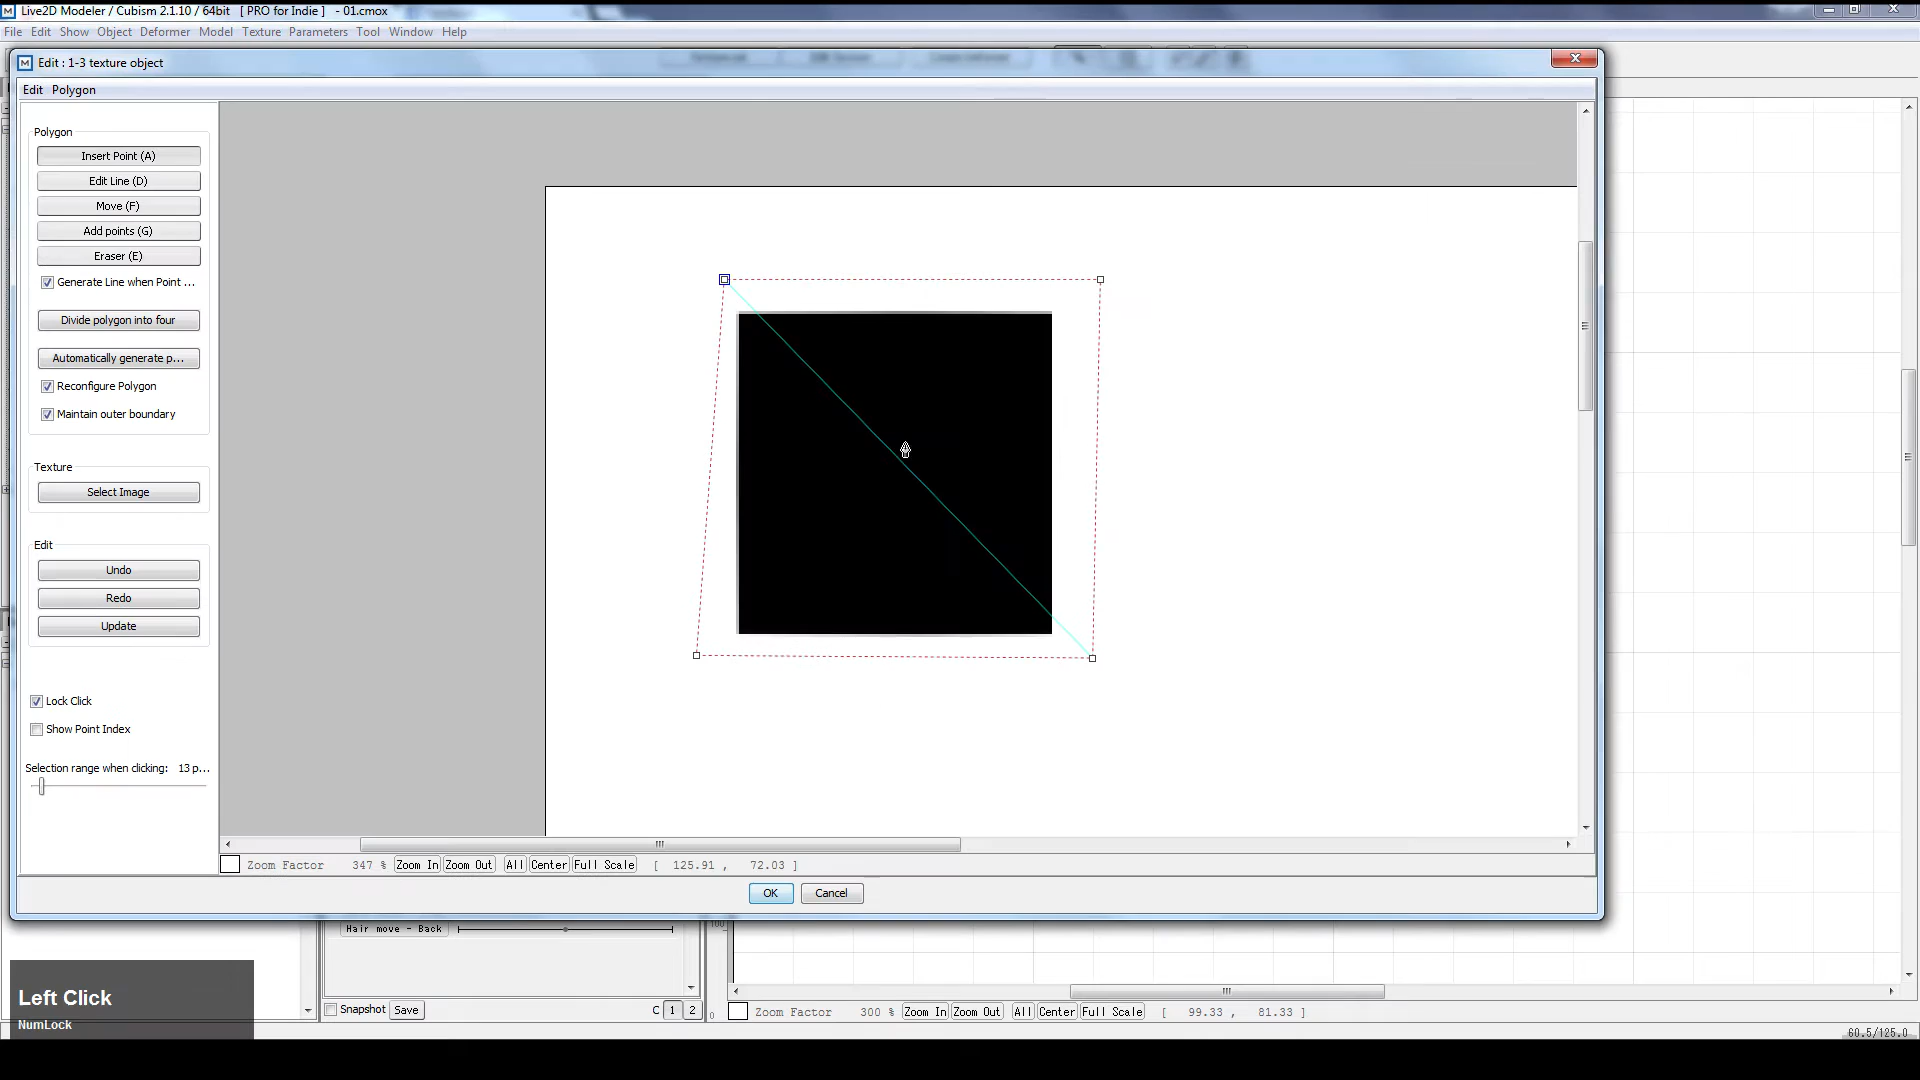 Live2D Modeler / Cubism 2.1.10 / 64bit [ PRO for Indie ] - 01.cmox
File Edit Show Object Deformer Model Texture Parameters Tool Window Help
Edit : 1-3 texture object
Edit Polygon
Polygon
Insert Point (A)
Edit Line (D)
Move (F)
Add points (G)
Eraser (E)
Generate Line when Point ...
Divide polygon into four
Automatically generate p...
Reconfigure Polygon
Maintain outer boundary
Texture
Select Image
Edit
Undo
Redo
Update
Lock Click
Show Point Index
Selection range when clicking: 13 p...
Zoom Factor 347 % Zoom In Zoom Out All Center Full Scale [ 125.91 , 72.03 ]
OK Cancel
Hair move - Back
Snapshot Save C 1 2
Zoom Factor 300 % Zoom In Zoom Out All Center Full Scale [ 99.33 , 81.33 ]
60.5/125.0
Left Click
NumLock